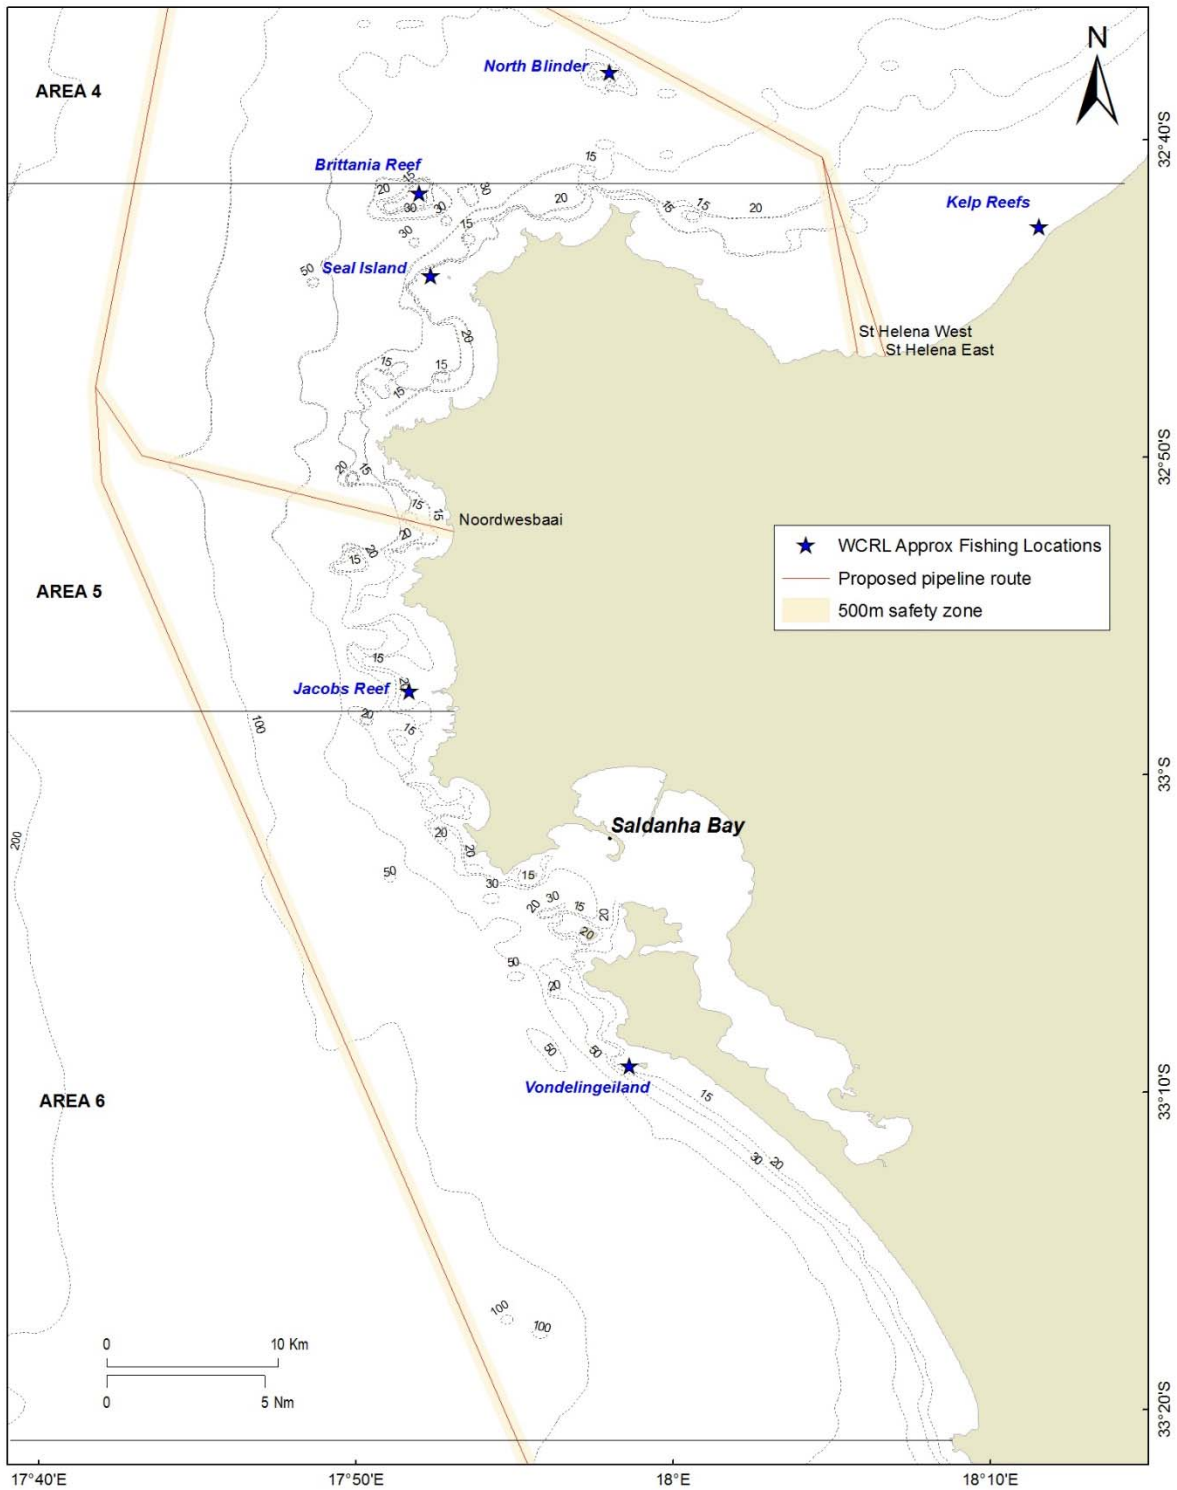 N
North Blinder
AREA 4
32°40'S
15
Brittania Reef
15
20
30
30
30
20
15
15
20
Kelp Reefs
15
30
50
Seal Island
20
St Helena West
St Helena East
15
15
15
32°50'S
20
15
15
15
Noordwesbaai
20
20
15
WCRL Approx Fishing Locations
Proposed pipeline route
500m safety zone
AREA 5
15
20
Jacobs Reef
20
15
100
33°S
Saldanha Bay
200
20
20
50
15
30
30
20
15
20
20
50
20
50
50
Vondelingeiland
15
33°10'S
AREA 6
30
20
100
100
0
10 Km
0
5 Nm
33°20'S
17°40'E
17°50'E
18°E
18°10'E